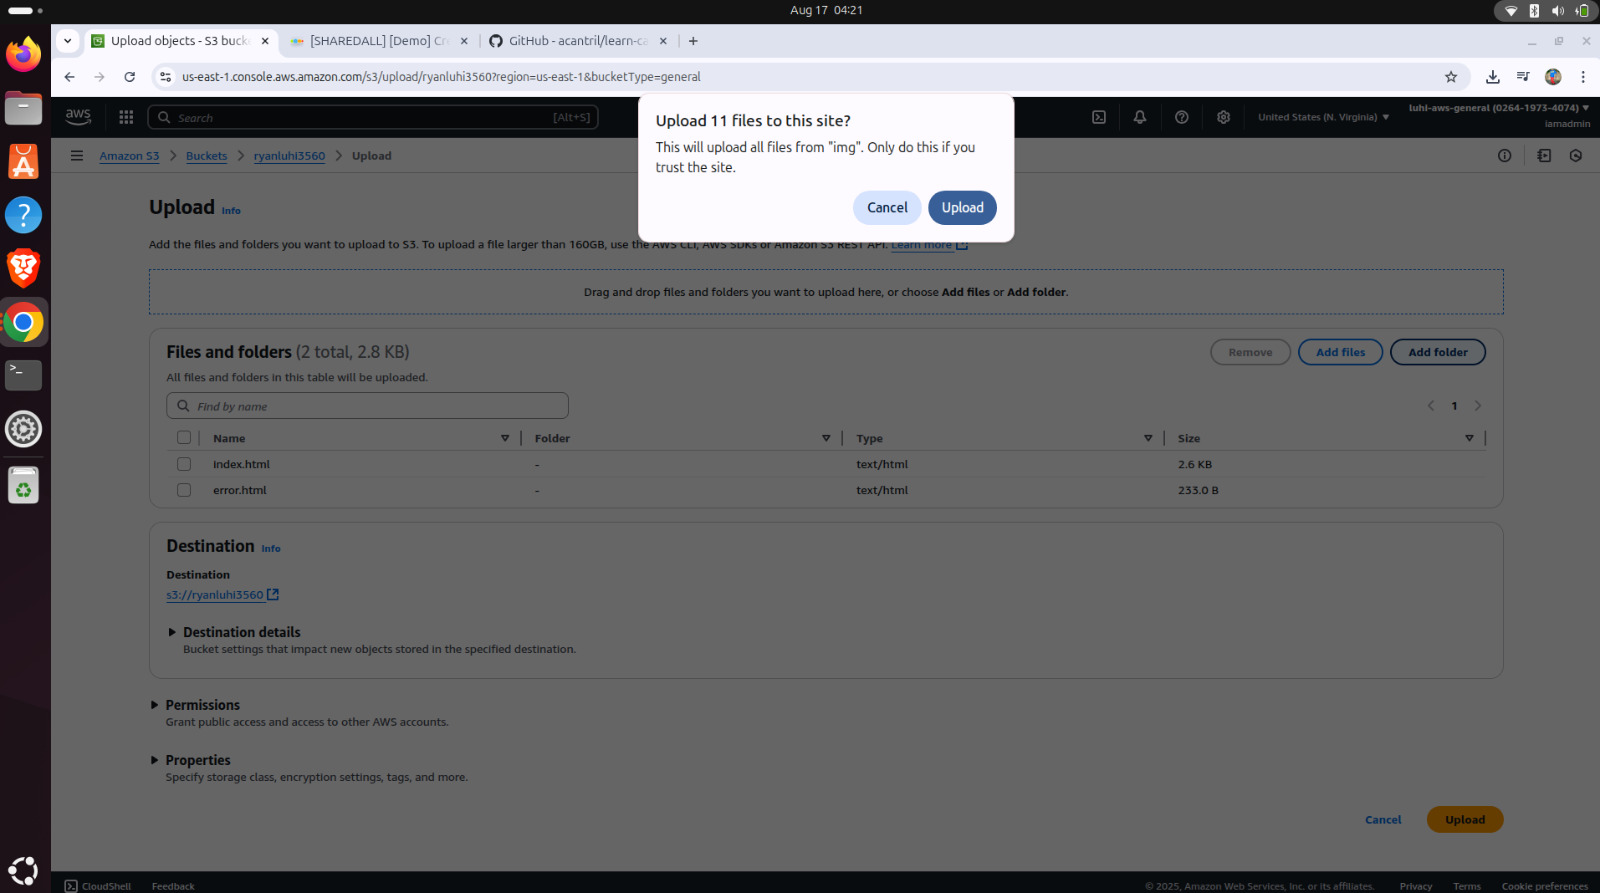 Aug 17 04:21
Upload objects - S3 buck
[SHAREDALL] [Demo] Cre
GitHub - acantril/learn-ca
us-east-1.console.aws.amazon.com/s3/upload/ryanluhi3560?region=us-east-1&bucketType=general
aws
Search
[Alt+S]
United States (N. Virginia)
luhi-aws-general (0264-1973-4074)
iamadmin
Upload 11 files to this site?
This will upload all files from "img". Only do this if you
trust the site.
Cancel
Upload
Amazon S3
Buckets
ryanluhi3560
Upload
Upload Info
Add the files and folders you want to upload to S3. To upload a file larger than 160GB, use the AWS CLI, AWS SDKs or Amazon S3 REST API. Learn more
Drag and drop files and folders you want to upload here, or choose Add files or Add folder.
Files and folders (2 total, 2.8 KB)
Remove
Add files
Add folder
All files and folders in this table will be uploaded.
Find by name
1
Name
Folder
Type
Size
index.html
-
text/html
2.6 KB
error.html
-
text/html
233.0 B
Destination Info
Destination
s3://ryanluhi3560
Destination details
Bucket settings that impact new objects stored in the specified destination.
Permissions
Grant public access and access to other AWS accounts.
Properties
Specify storage class, encryption settings, tags, and more.
Cancel
Upload
CloudShell
Feedback
© 2025, Amazon Web Services, Inc. or its affiliates.
Privacy
Terms
Cookie preferences